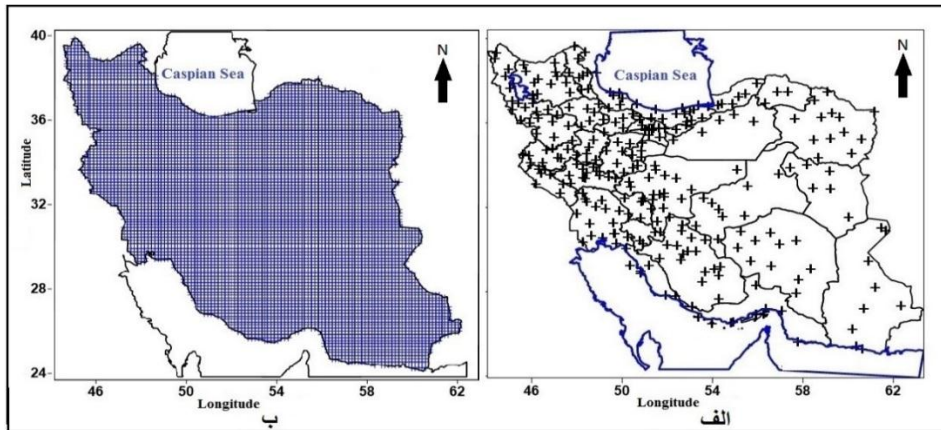 40
36
32
28
24
Latitude
Caspian Sea
N
46
50
54
58
62
Longitude
ب
Caspian Sea
N
46
50
54
58
62
Longitude
الف